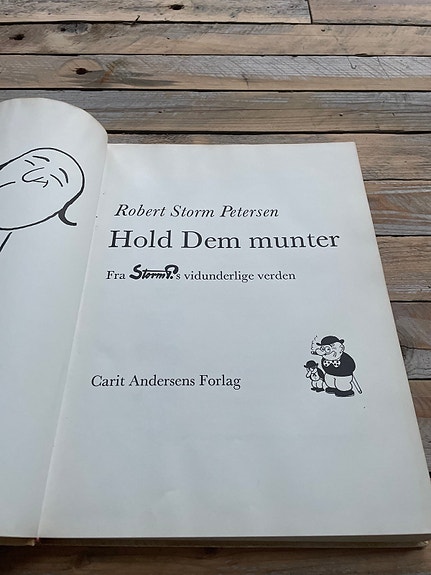 Robert Storm Petersen
Hold Dem munter
Fra Storm P.s vidunderlige verden
Carit Andersens Forlag